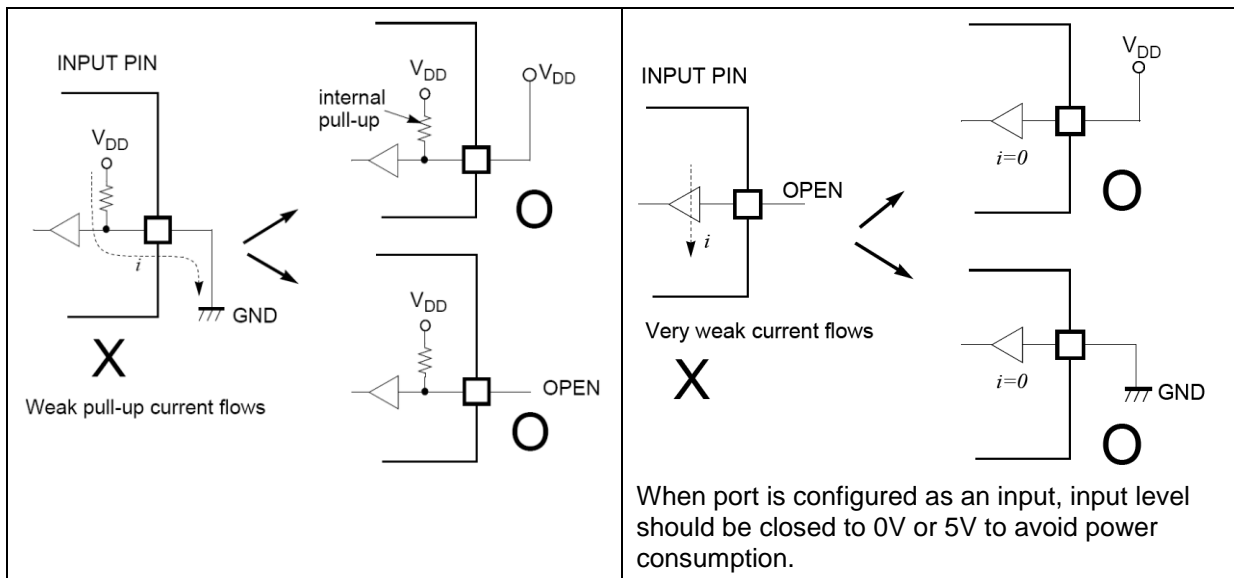 INPUT PIN
VDD
i
GND
X
Weak pull-up current flows
VDD
internal
pull-up
VDD
O
VDD
OPEN
O
INPUT PIN
OPEN
i
Very weak current flows
X
VDD
i=0
O
i=0
GND
O
When port is configured as an input, input level
should be closed to 0V or 5V to avoid power
consumption.